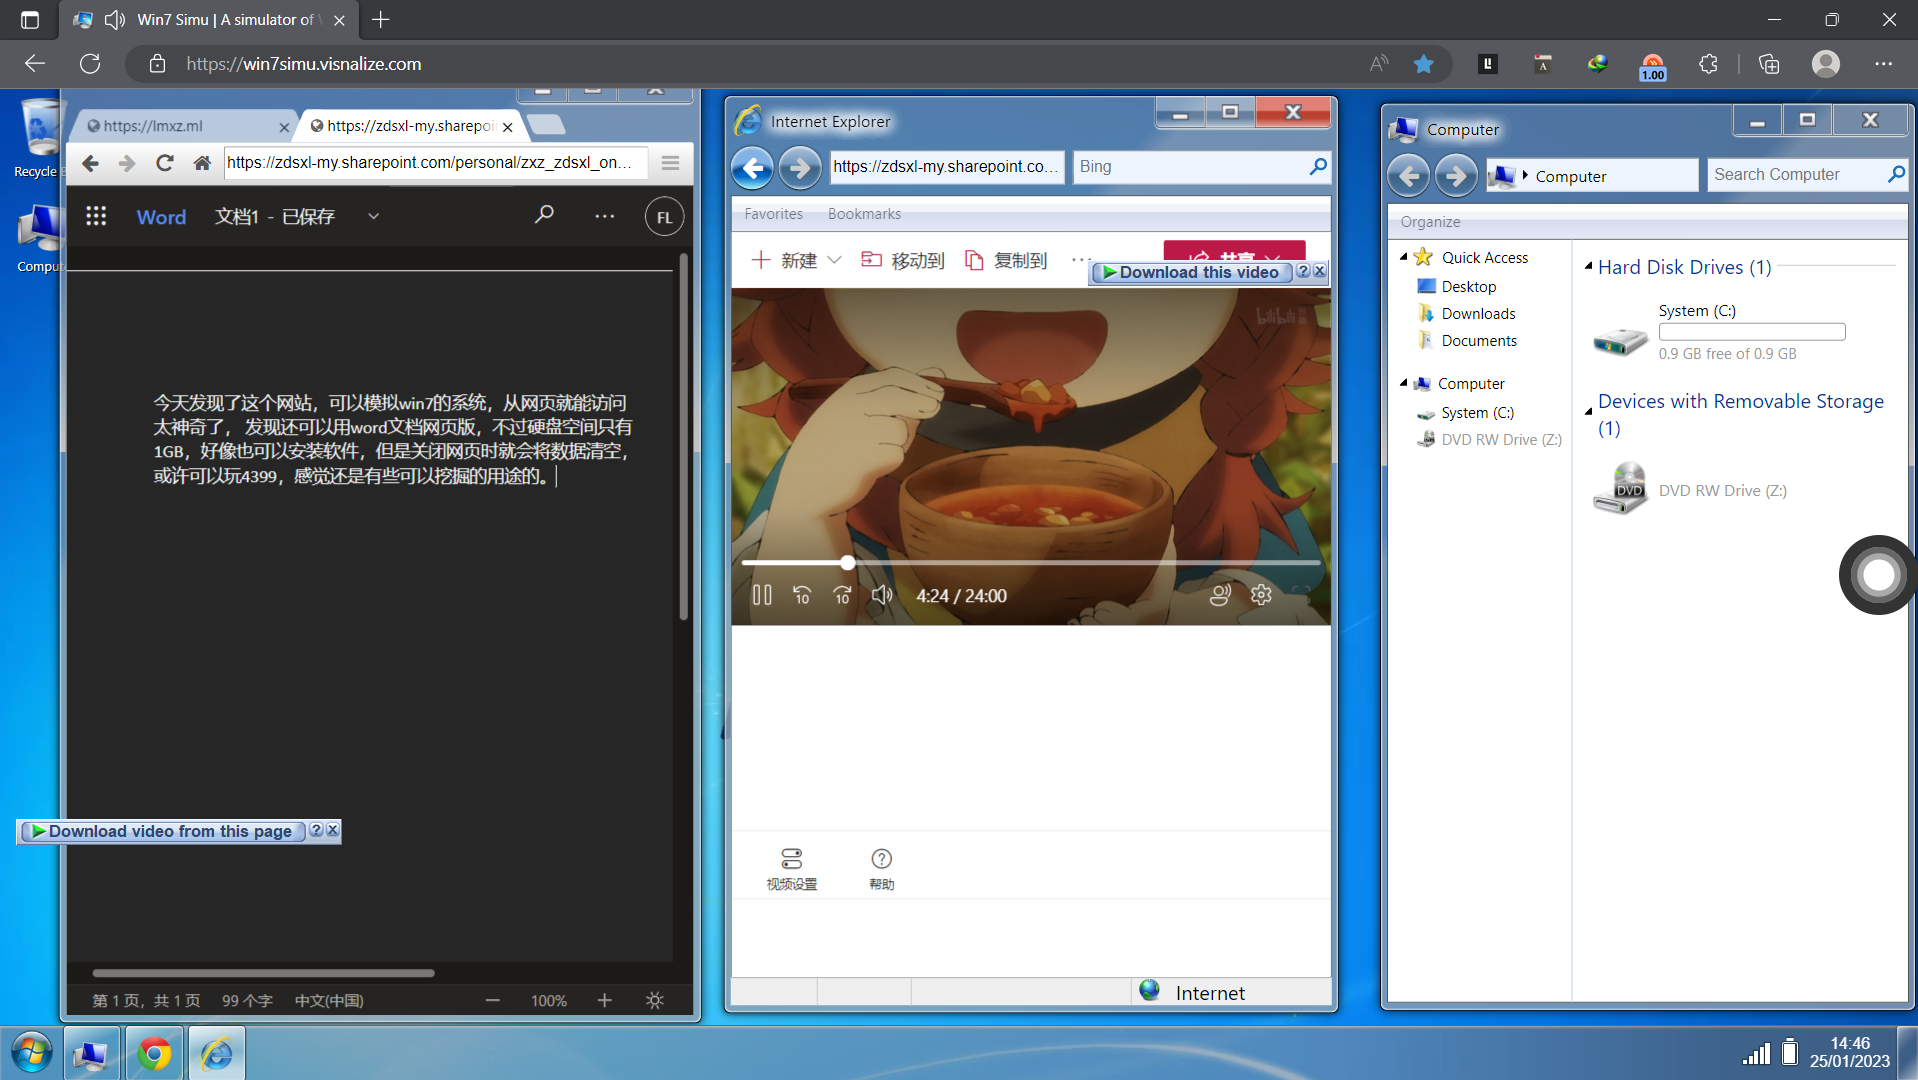 Win7 Simu | A simulator of
https://win7simu.visnalize.com
1.00
Recycle
Comput
https://lmxz.ml
https://zdsxl-my.sharepoi
https://zdsxl-my.sharepoint.com/personal/zxz_zdsxl_on...
Word 文档1 - 已保存
FL
今天发现了这个网站，可以模拟win7的系统，从网页就能访问
太神奇了， 发现还可以用word文档网页版，不过硬盘空间只有
1GB，好像也可以安装软件，但是关闭网页时就会将数据清空，
或许可以玩4399，感觉还是有些可以挖掘的用途的。
Download video from this page
第 1 页，共 1 页 99 个字 中文(中国) 100%
Internet Explorer
https://zdsxl-my.sharepoint.co...
Bing
Favorites Bookmarks
新建 移动到 复制到 ... 共享
Download this video
bilibili
10 10 4:24 / 24:00
视频设置 帮助
Internet
Computer
Computer
Search Computer
Organize
Quick Access
Desktop
Downloads
Documents
Computer
System (C:)
DVD RW Drive (Z:)
Hard Disk Drives (1)
System (C:)
0.9 GB free of 0.9 GB
Devices with Removable Storage
(1)
DVD
DVD RW Drive (Z:)
14:46
25/01/2023